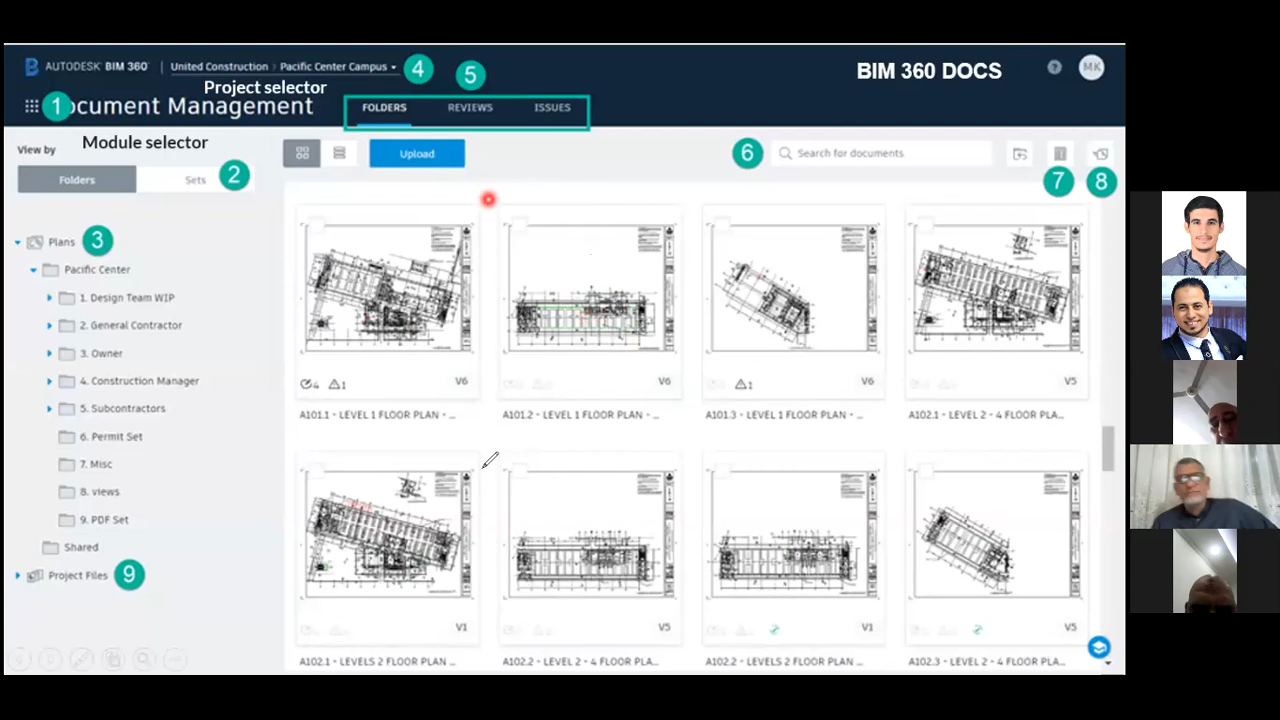 AUTODESK® BIM 360® United Construction > Pacific Center Campus 4 5 BIM 360 DOCS ? MK
Project selector
1 ocument Management FOLDERS REVIEWS ISSUES
Module selector
View by
Folders Sets 2
Upload 6 Search for documents
7 8
Plans 3
Pacific Center
1. Design Team WIP
2. General Contractor
3. Owner
4. Construction Manager
5. Subcontractors
6. Permit Set
7. Misc
8. views
9. PDF Set
Shared
Project Files 9
4 1 V6
V6
1 V6
V5
A101.1 - LEVEL 1 FLOOR PLAN - ...
A101.2 - LEVEL 1 FLOOR PLAN - ...
A101.3 - LEVEL 1 FLOOR PLAN - ...
A102.1 - LEVEL 2 - 4 FLOOR PLA...
V1
V5
V1
V5
A102.1 - LEVELS 2 FLOOR PLAN ...
A102.2 - LEVEL 2 - 4 FLOOR PLA...
A102.2 - LEVELS 2 FLOOR PLAN ...
A102.3 - LEVEL 2 - 4 FLOOR PLA...